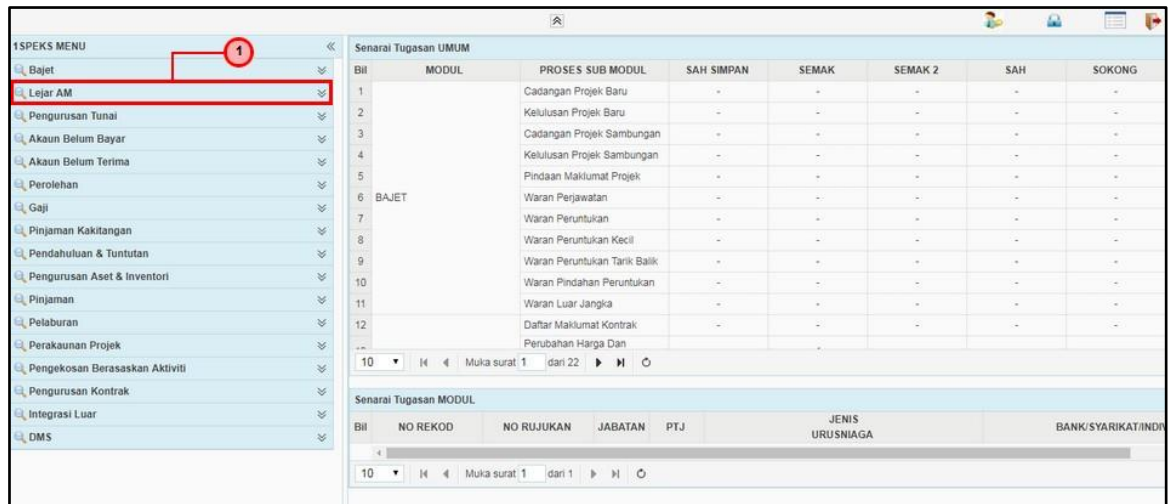 1SPEKS MENU
1
Bajet
Lejar AM
Pengurusan Tunai
Akaun Belum Bayar
Akaun Belum Terima
Perolehan
Gaji
Pinjaman Kakitangan
Pendahuluan & Tuntutan
Pengurusan Aset & Inventori
Pinjaman
Pelaburan
Perakaunan Projek
Pengekosan Berasaskan Aktiviti
Pengurusan Kontrak
Integrasi Luar
DMS
Senarai Tugasan UMUM
Bil MODUL PROSES SUB MODUL SAH SIMPAN SEMAK SEMAK 2 SAH SOKONG
1 Cadangan Projek Baru - - - - -
2 Kelulusan Projek Baru - - - - -
3 Cadangan Projek Sambungan - - - - -
4 Kelulusan Projek Sambungan - - - - -
5 Pindaan Maklumat Projek - - - - -
6 BAJET Waran Perjawatan - - - - -
7 Waran Peruntukan - - - - -
8 Waran Peruntukan Kecil - - - - -
9 Waran Peruntukan Tarik Balik - - - - -
10 Waran Pindahan Peruntukan - - - - -
11 Waran Luar Jangka - - - - -
12 Daftar Maklumat Kontrak - - - - -
Perubahan Harga Dan
10 Muka surat 1 dari 22
Senarai Tugasan MODUL
Bil NO REKOD NO RUJUKAN JABATAN PTJ JENIS
URUSNIAGA BANK/SYARIKAT/INDIV
10 Muka surat 1 dari 1